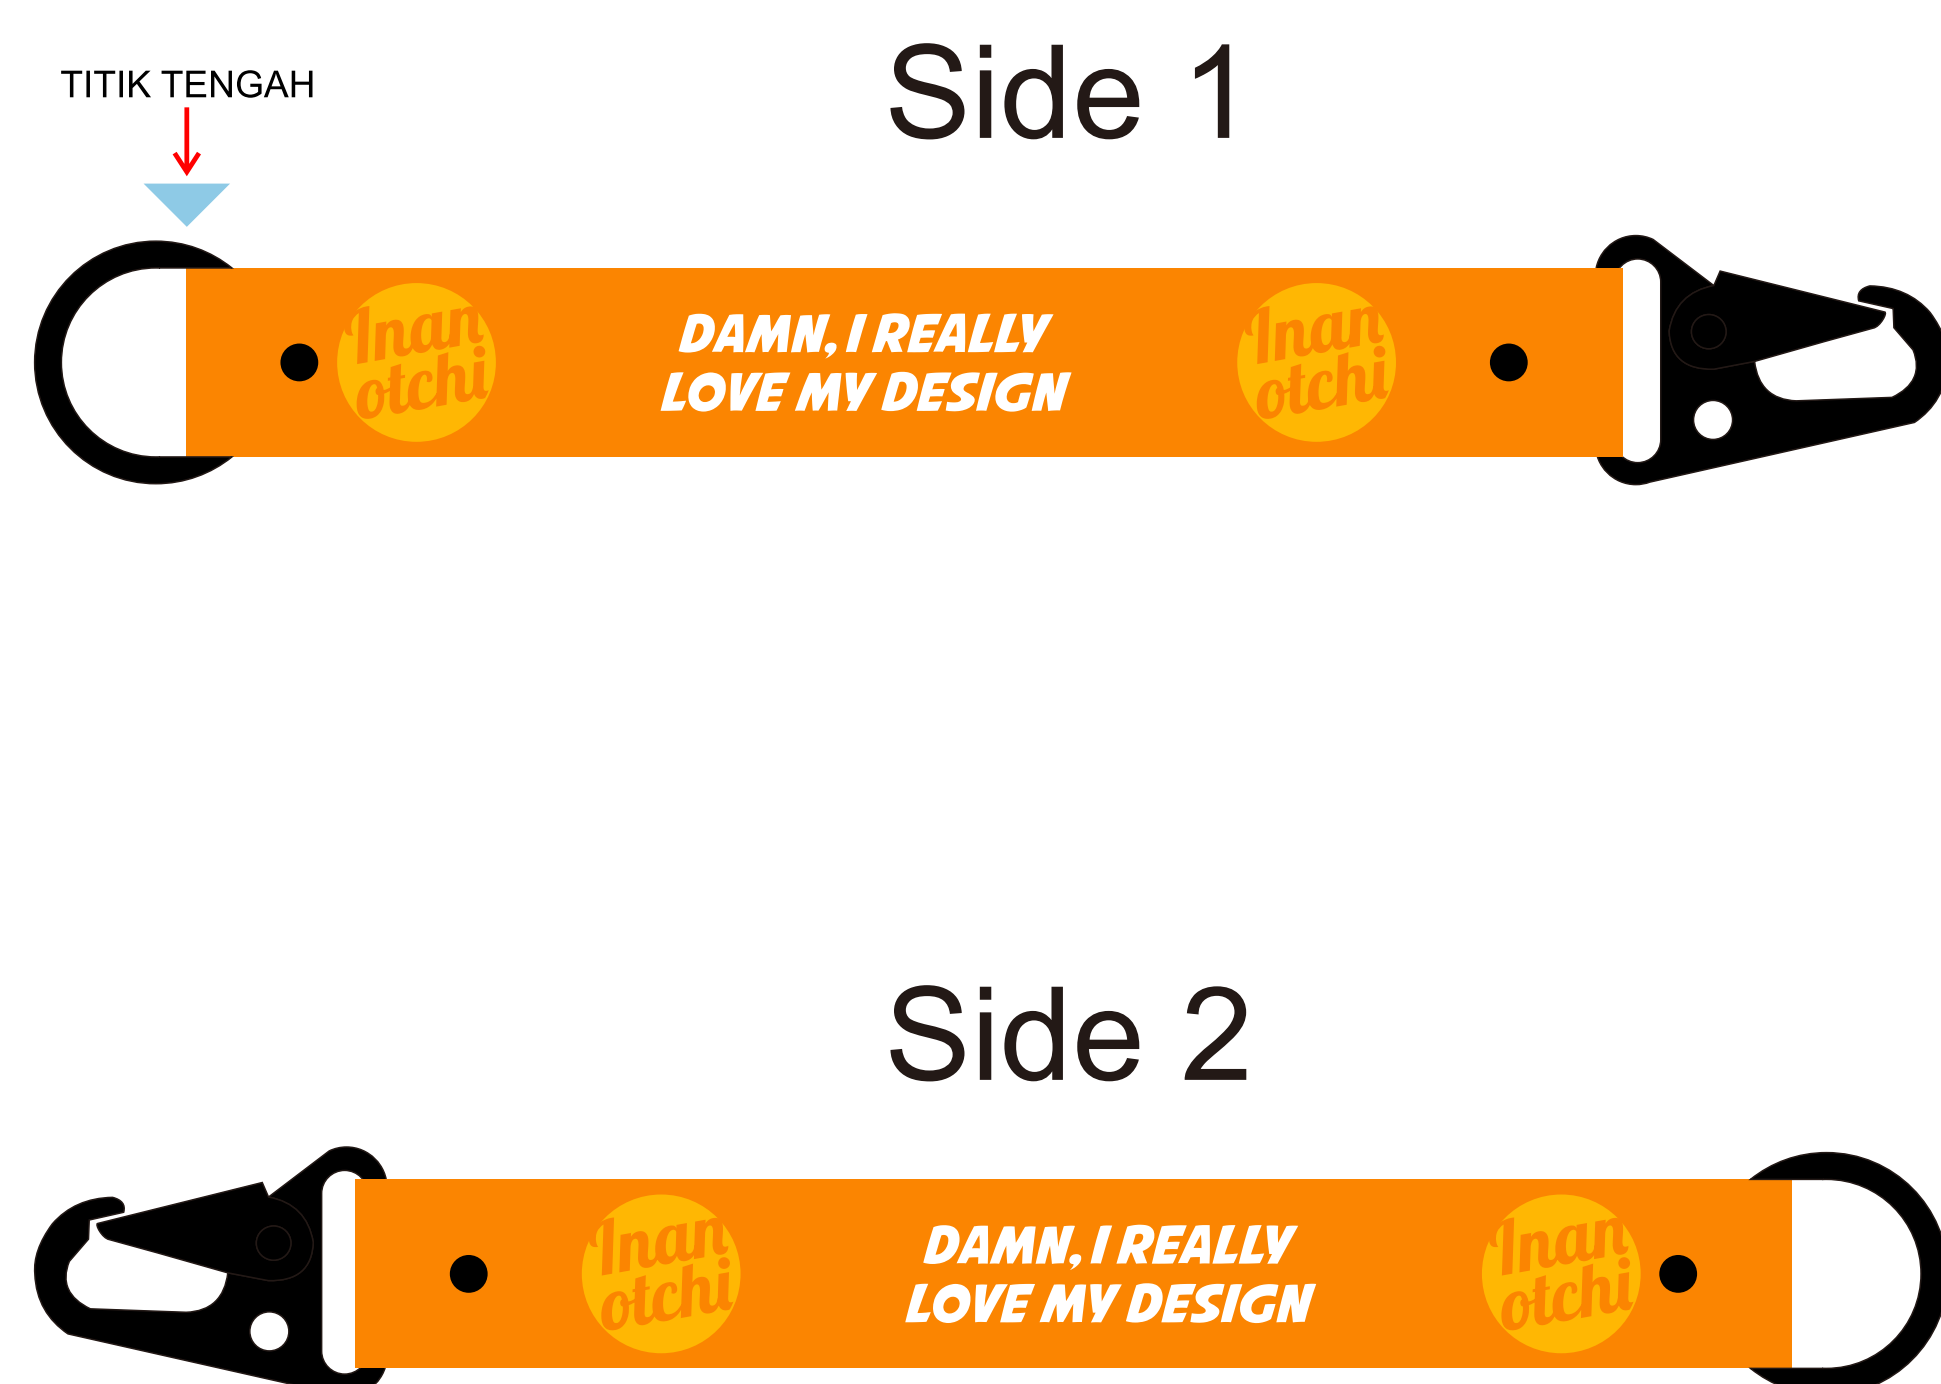 Side 1
TITIK TENGAH
Inan
otchi
DAMN, I REALLY
LOVE MY DESIGN
Inan
otchi
Side 2
Inan
otchi
DAMN, I REALLY
LOVE MY DESIGN
Inan
otchi